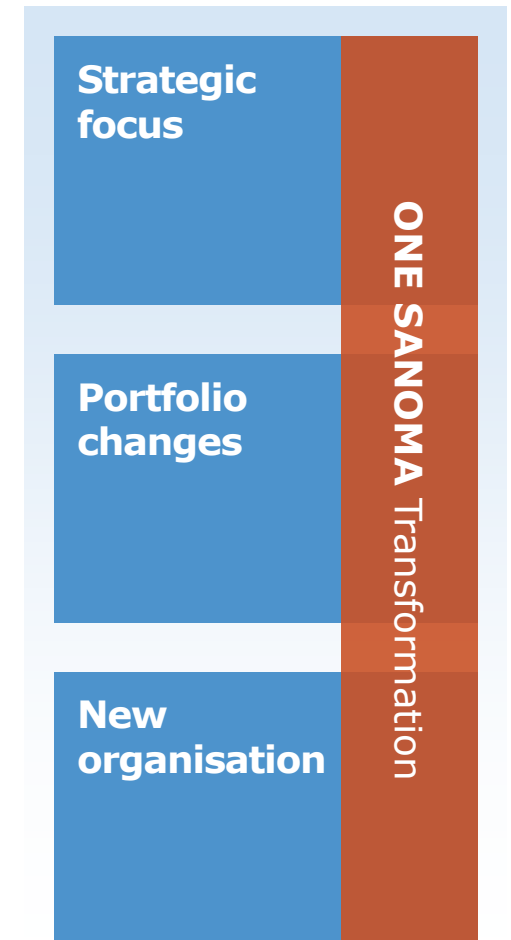 Strategic
focus
Portfolio
changes
New
organisation
ONE SANOMA Transformation